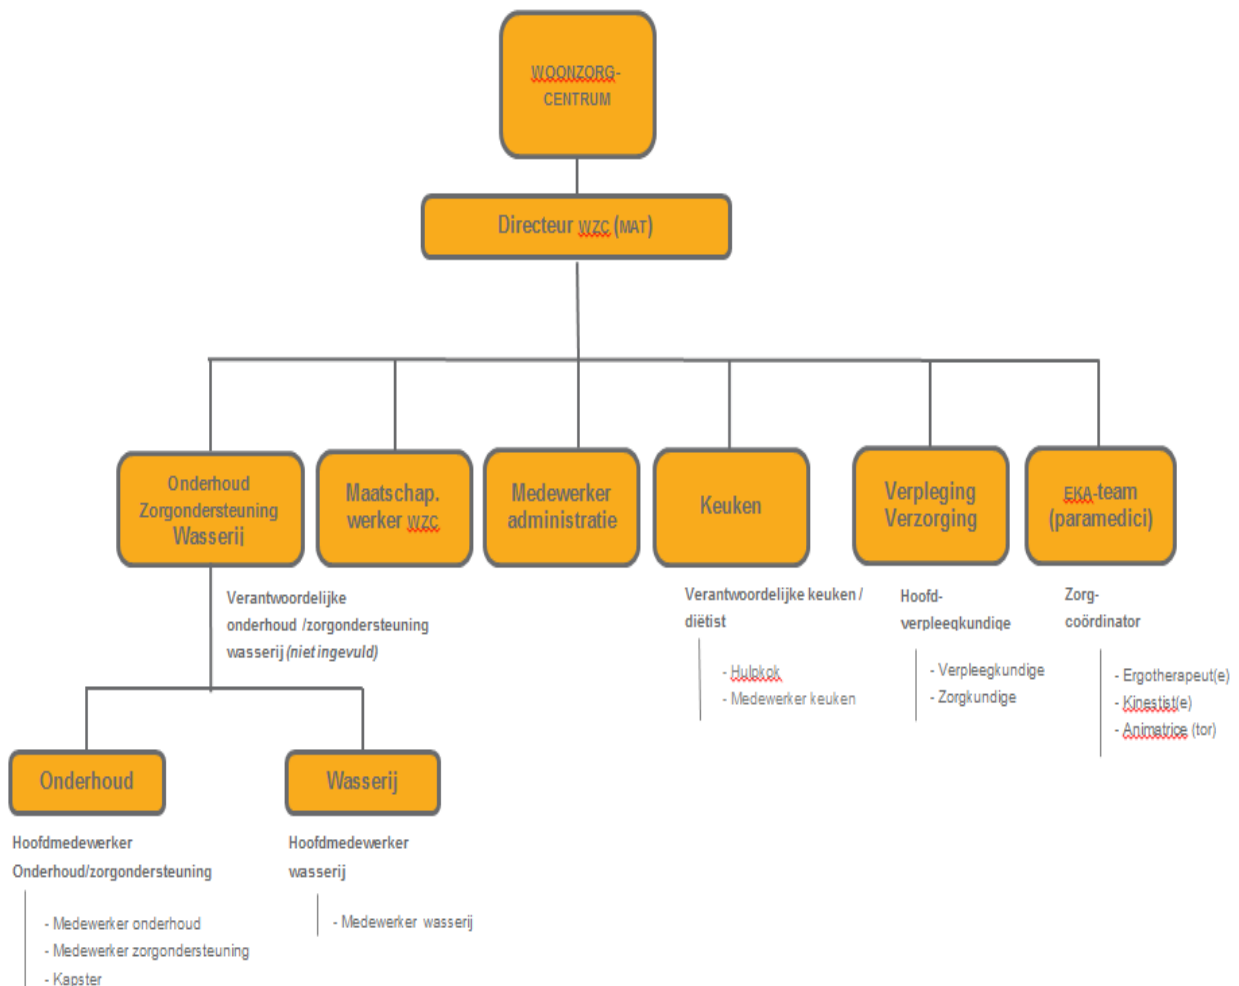 WOONZORG-
CENTRUM
Directeur WZC (MAT)
Onderhoud
Zorgondersteuning
Wasserij
Maatschap.
werker WZC
Medewerker
administratie
Keuken
Verpleging
Verzorging
EKA-team
(paramedici)
Verantwoordelijke
onderhoud /zorgondersteuning
wasserij (niet ingevuld)
Verantwoordelijke keuken /
diëtist
- Hulpkok
- Medewerker keuken
Hoofd-
verpleegkundige
- Verpleegkundige
- Zorgkundige
Zorg-
coördinator
- Ergotherapeut(e)
- Kinestist(e)
- Animatrice (tor)
Onderhoud
Wasserij
Hoofdmedewerker
Onderhoud/zorgondersteuning
- Medewerker onderhoud
- Medewerker zorgondersteuning
- Kapster
Hoofdmedewerker
wasserij
- Medewerker wasserij